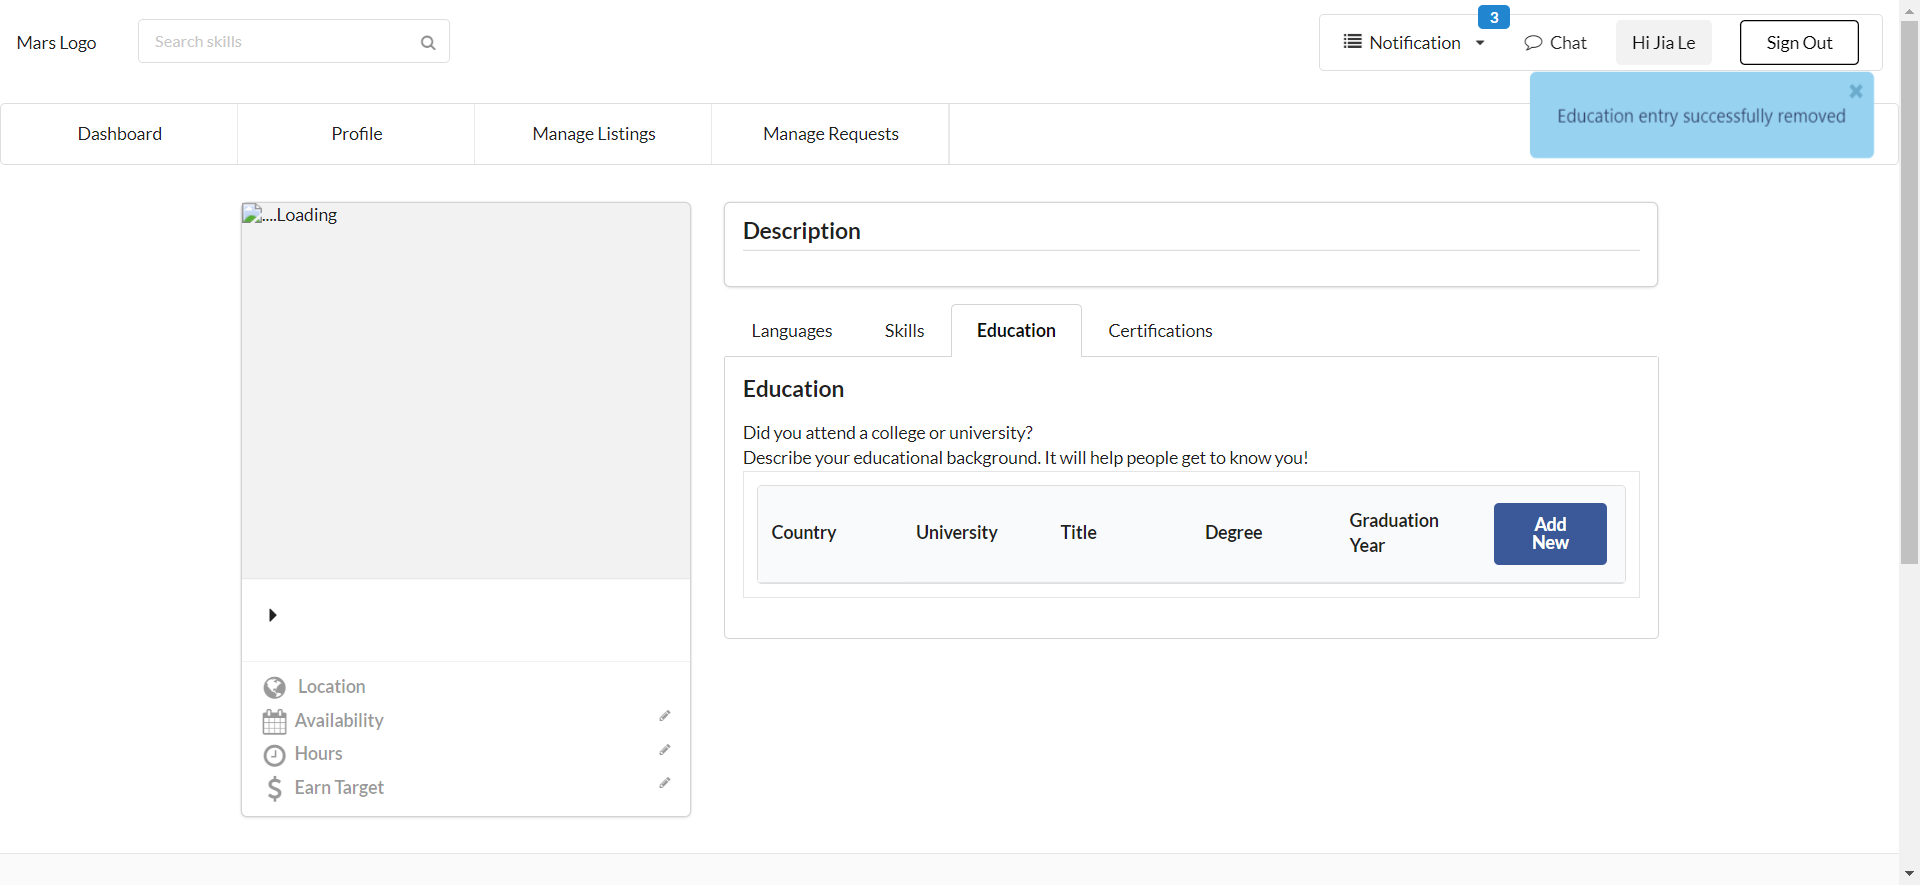 Mars Logo
Search skills
3
Notification
Chat
Hi Jia Le
Sign Out
Education entry successfully removed
Dashboard
Profile
Manage Listings
Manage Requests
....Loading
Description
Languages
Skills
Education
Certifications
Education
Did you attend a college or university?
Describe your educational background. It will help people get to know you!
Country
University
Title
Degree
Graduation
Year
Add
New
Location
Availability
Hours
Earn Target